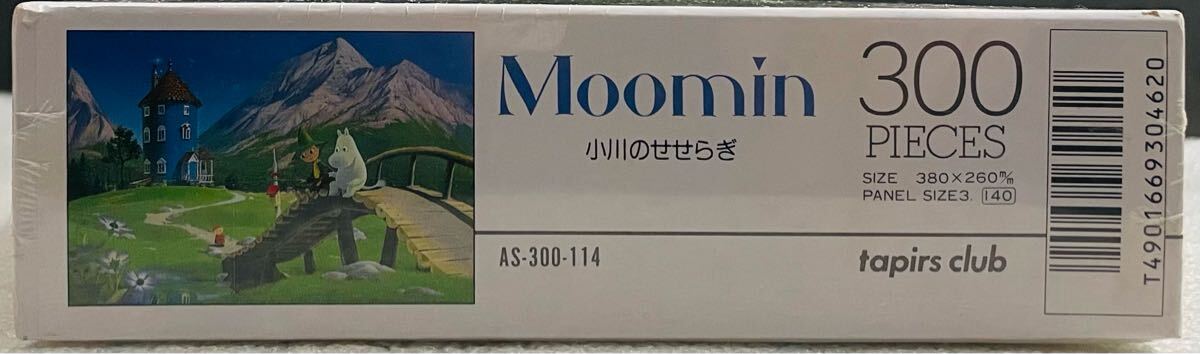 Moomin
小川のせせらぎ
300
PIECES
SIZE 380×260㎜
PANEL SIZE3. 140
AS-300-114
tapirs club
T4901669304620